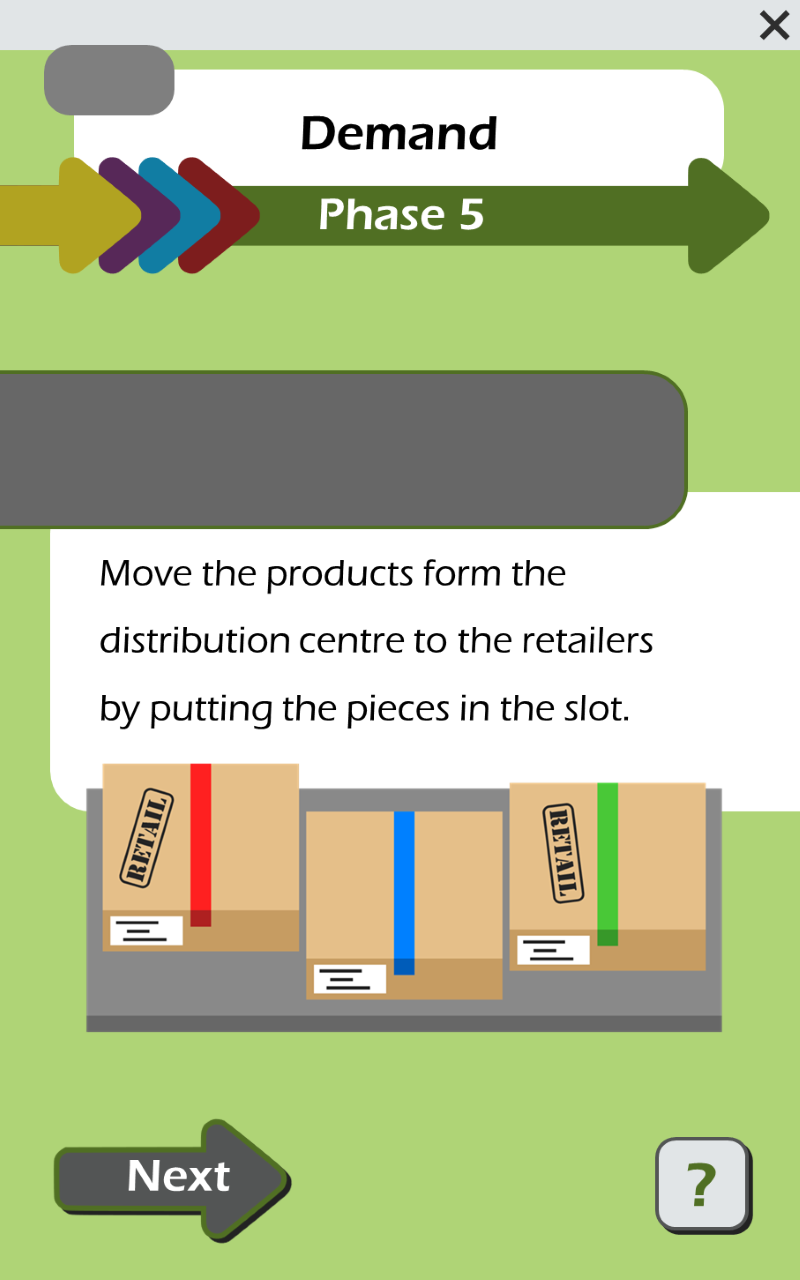 Demand
Phase 5
Move the products form the
distribution centre to the retailers
by putting the pieces in the slot.
RETAIL
RETAIL
Next
?